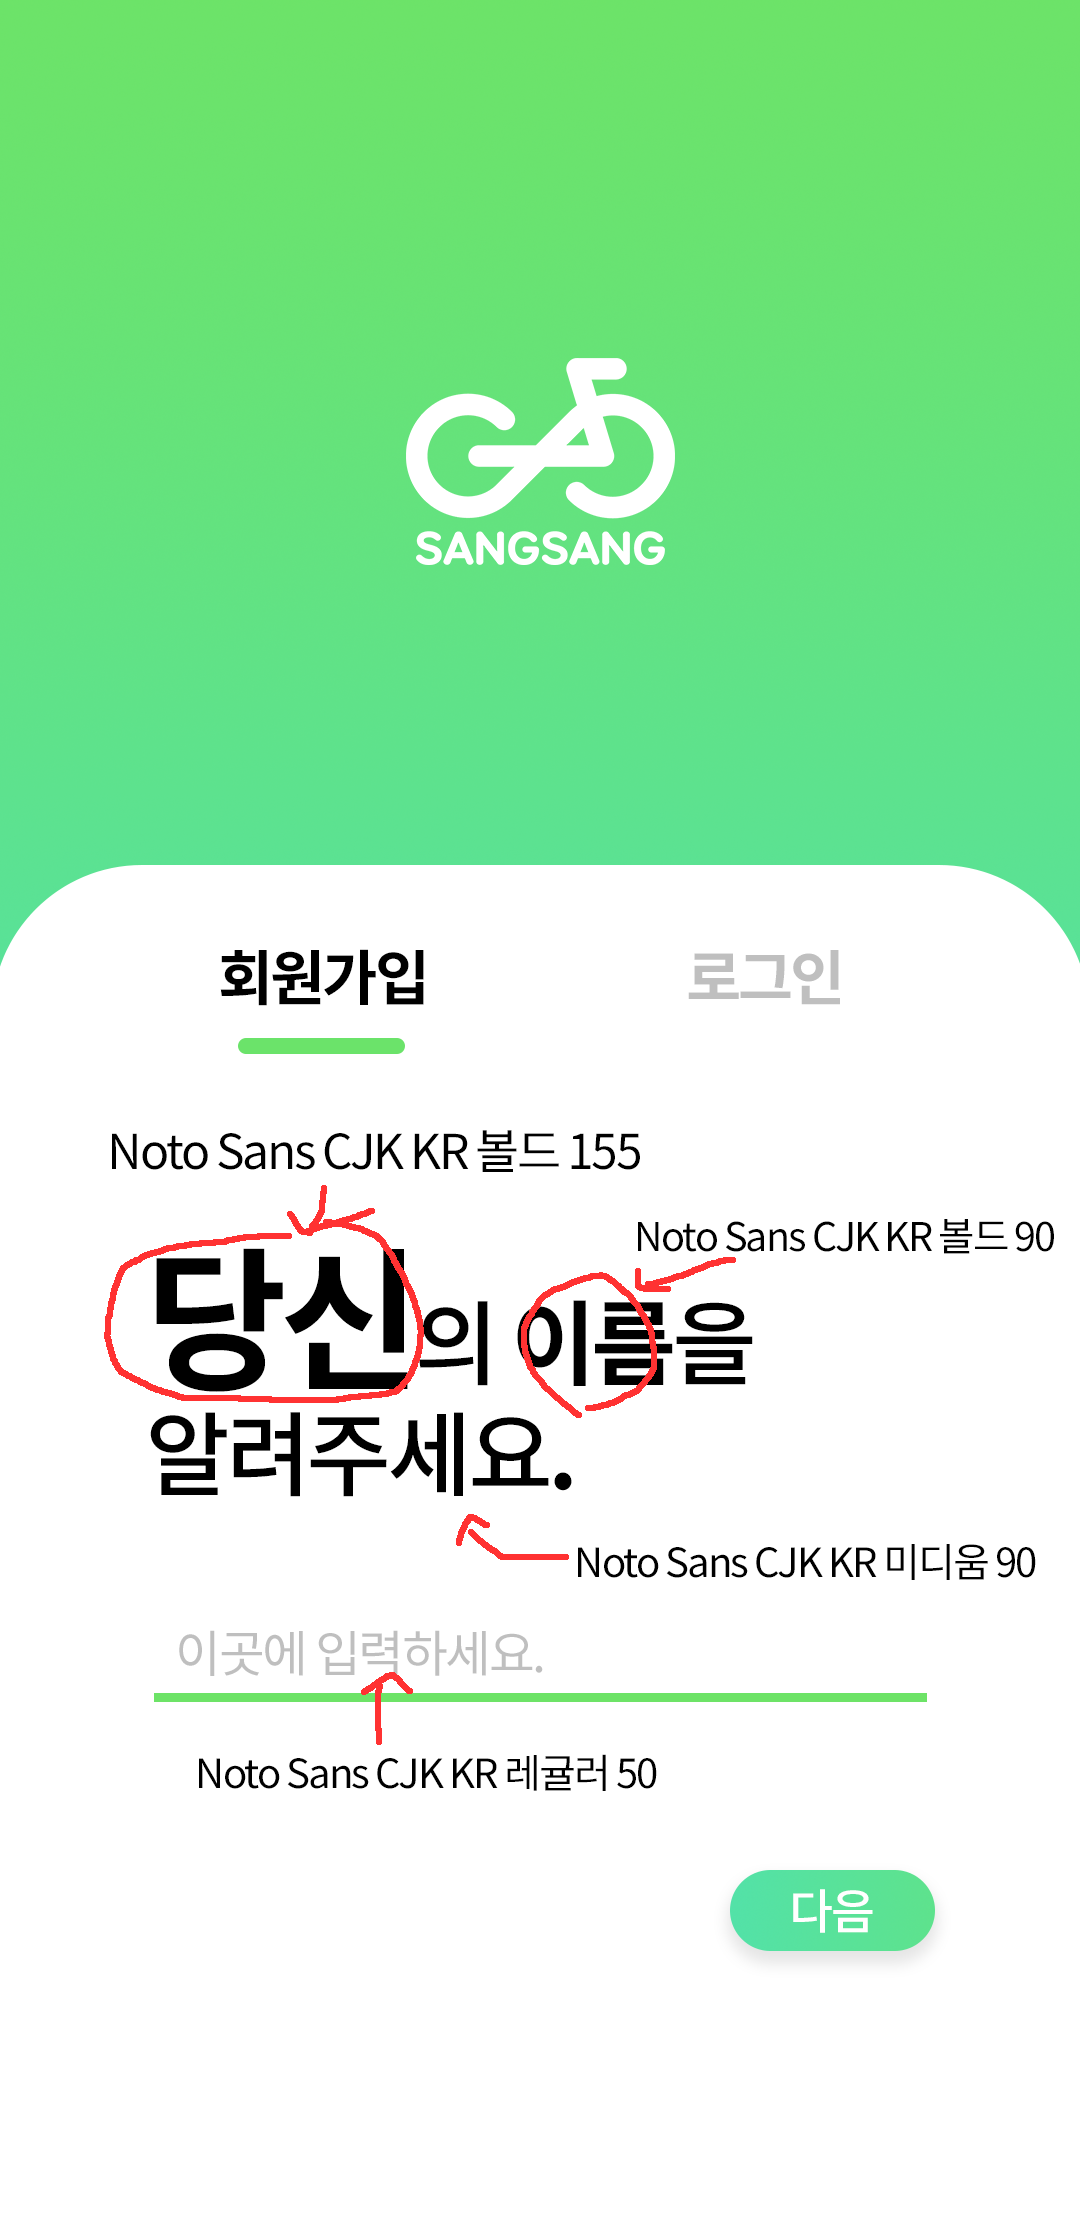 SANGSANG
회원가입 로그인
Noto Sans CJK KR 볼드 155
Noto Sans CJK KR 볼드 90
당신의 이름을
알려주세요.
Noto Sans CJK KR 미디움 90
이곳에 입력하세요.
Noto Sans CJK KR 레귤러 50
다음